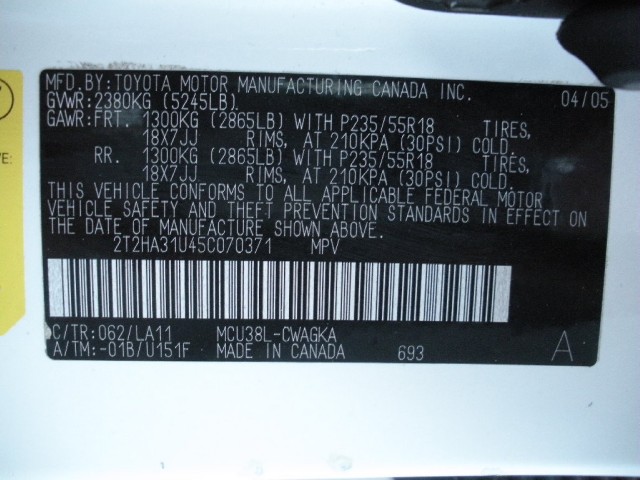 MFD.BY:TOYOTA MOTOR MANUFACTURING CANADA INC.
GVWR:2380KG (5245LB). 04/05
GAWR:FRT. 1300KG (2865LB) WITH P235/55R18 TIRES,
18X7JJ RIMS, AT 210KPA (30PSI) COLD.
RR. 1300KG (2865LB) WITH P235/55R18 TIRES,
18X7JJ RIMS, AT 210KPA (30PSI) COLD.
THIS VEHICLE CONFORMS TO ALL APPLICABLE FEDERAL MOTOR
VEHICLE SAFETY AND THEFT PREVENTION STANDARDS IN EFFECT ON
THE DATE OF MANUFACTURE SHOWN ABOVE.
2T2HA31U45C070371 MPV
C/TR:062/LA11 MCU38L-CWAGKA
A/TM:-01B/U151F MADE IN CANADA 693 A